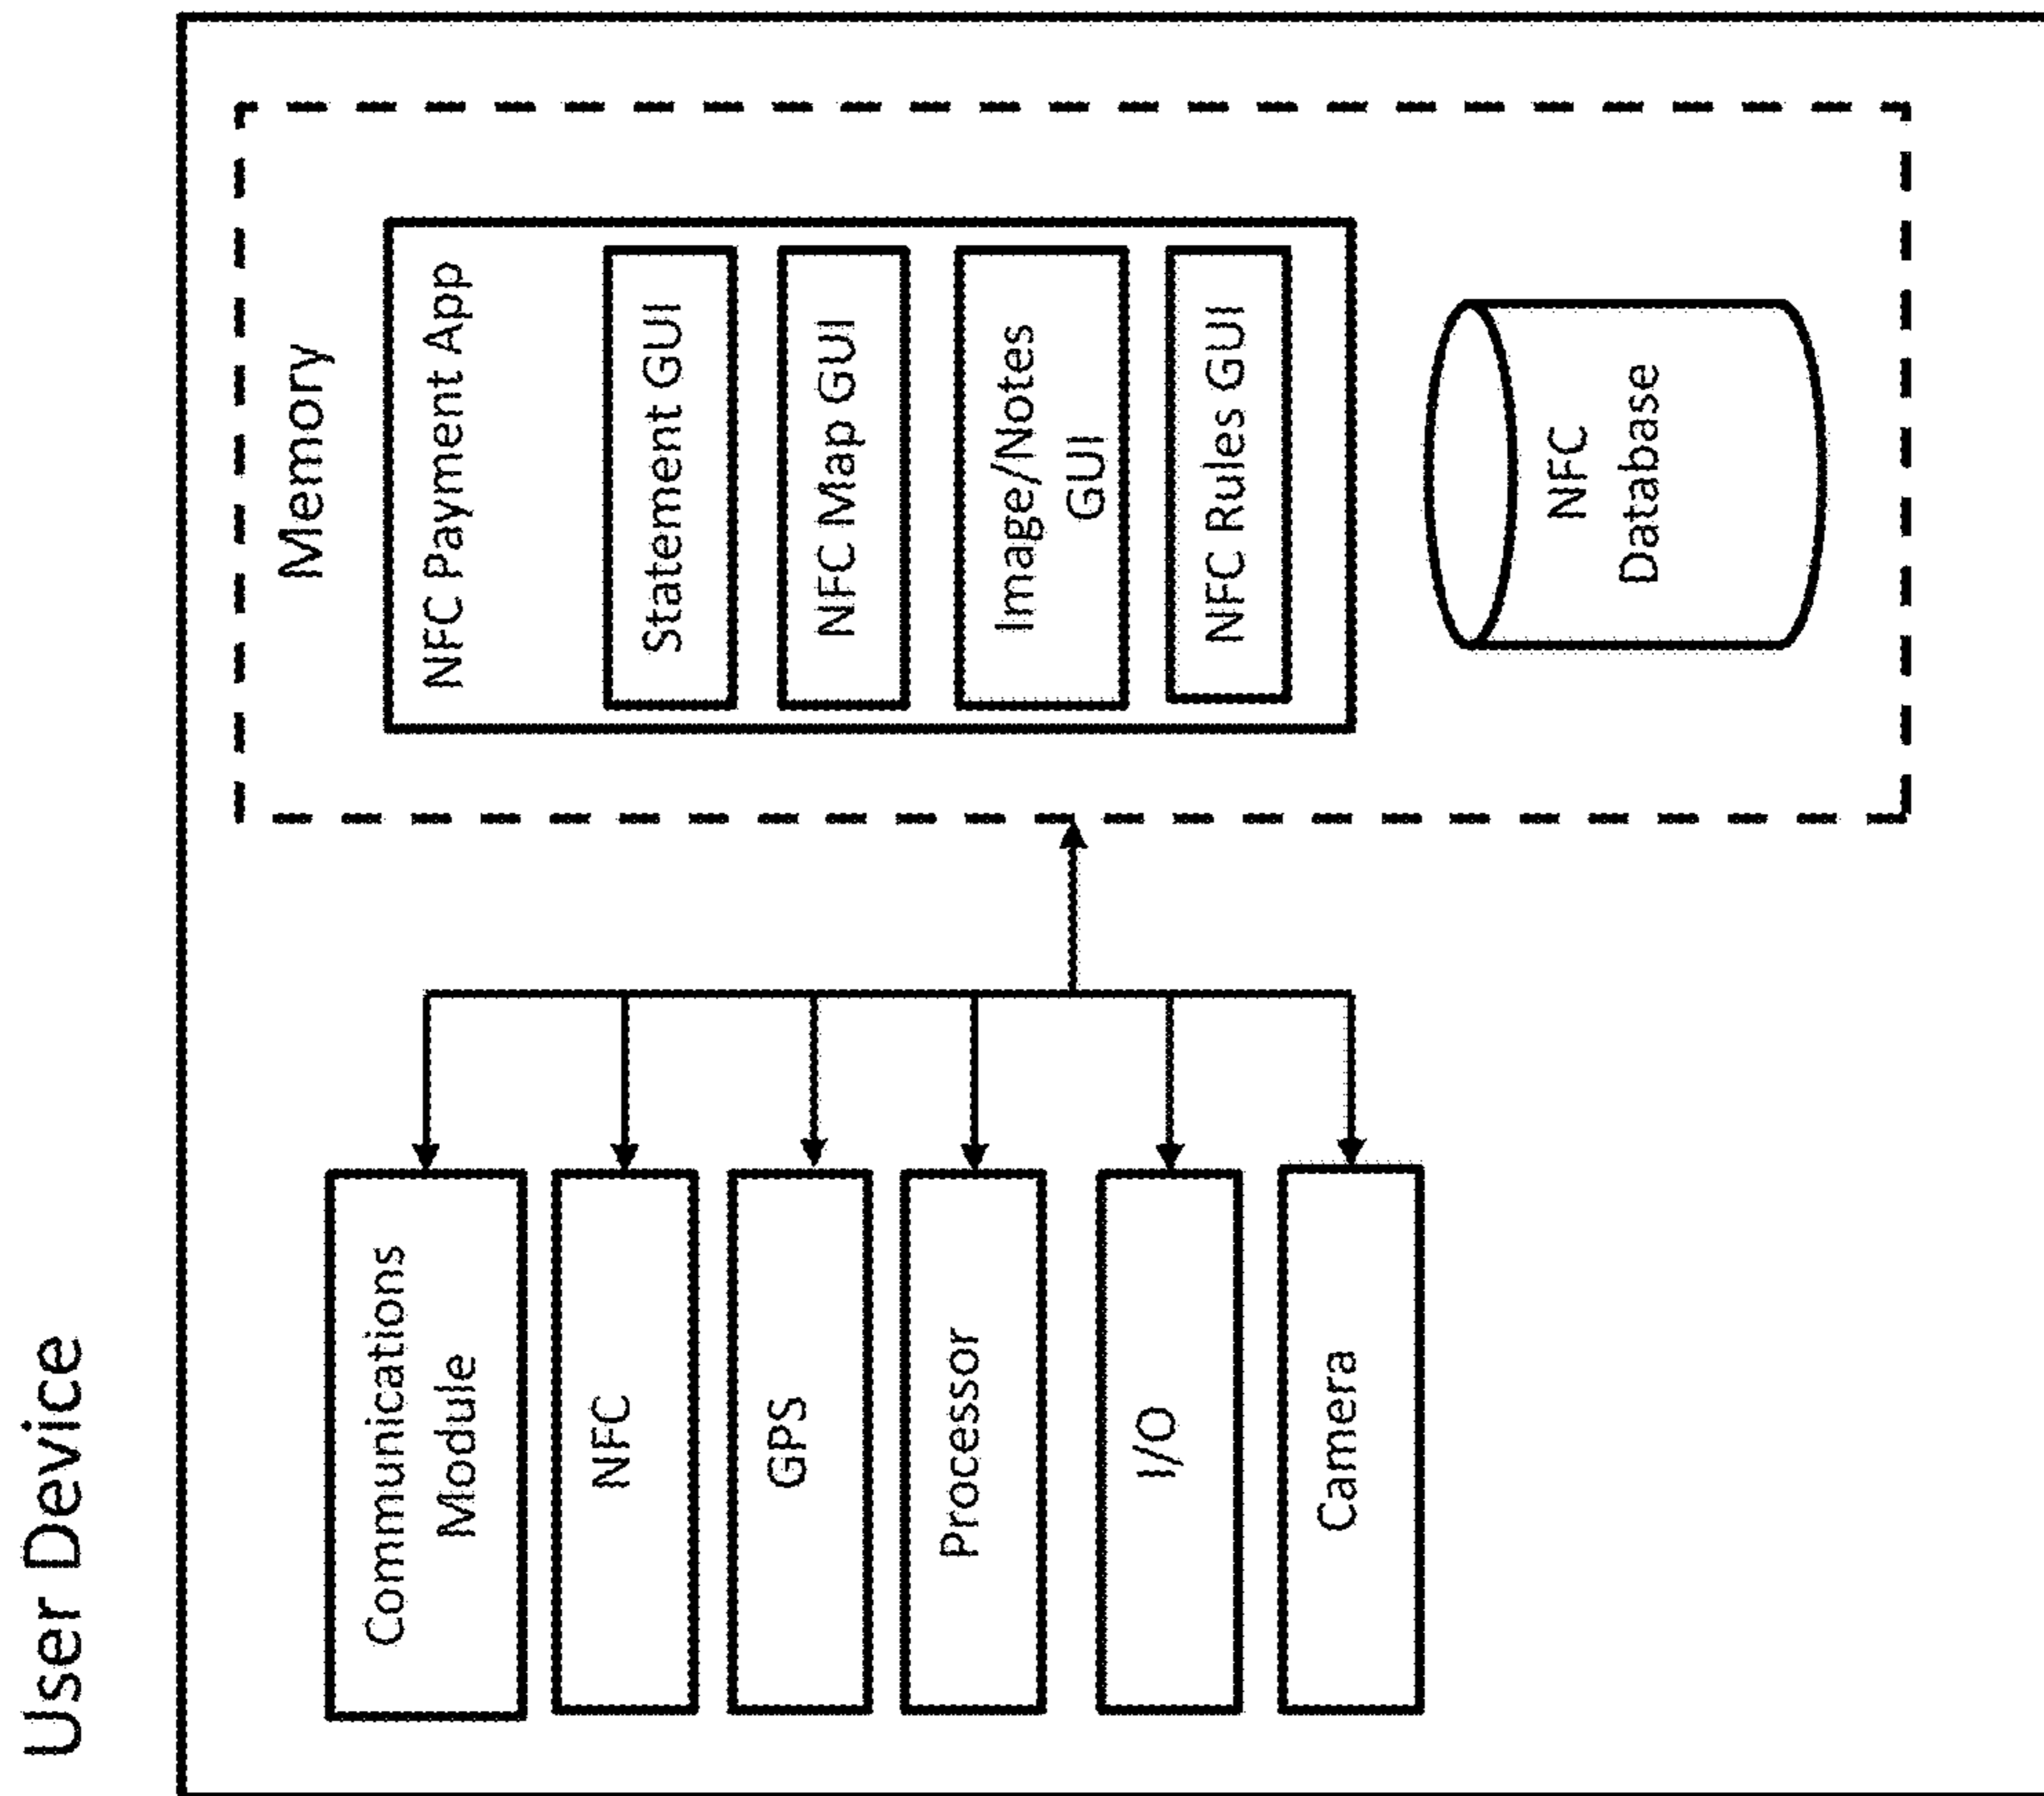 User Device
Communications
Module
NFC
GPS
Processor
I/O
Camera
Memory
NFC Payment App
Statement GUI
NFC Map GUI
Image/Notes
GUI
NFC Rules GUI
NFC
Database